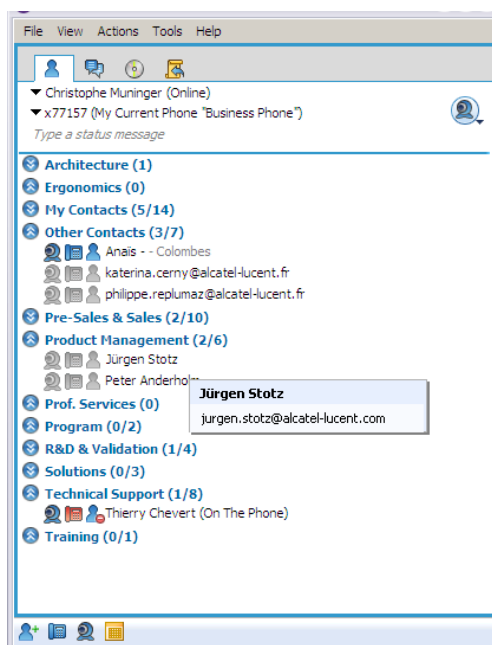 File View Actions Tools Help
Christophe Muninger (Online)
x77157 (My Current Phone "Business Phone")
Type a status message
Architecture (1)
Ergonomics (0)
My Contacts (5/14)
Other Contacts (3/7)
Anaïs - - Colombes
katerina.cerny@alcatel-lucent.fr
philippe.replumaz@alcatel-lucent.fr
Pre-Sales & Sales (2/10)
Product Management (2/6)
Jürgen Stotz
Peter Anderholm
Jürgen Stotz
jurgen.stotz@alcatel-lucent.com
Prof. Services (0)
Program (0/2)
R&D & Validation (1/4)
Solutions (0/3)
Technical Support (1/8)
Thierry Chevert (On The Phone)
Training (0/1)